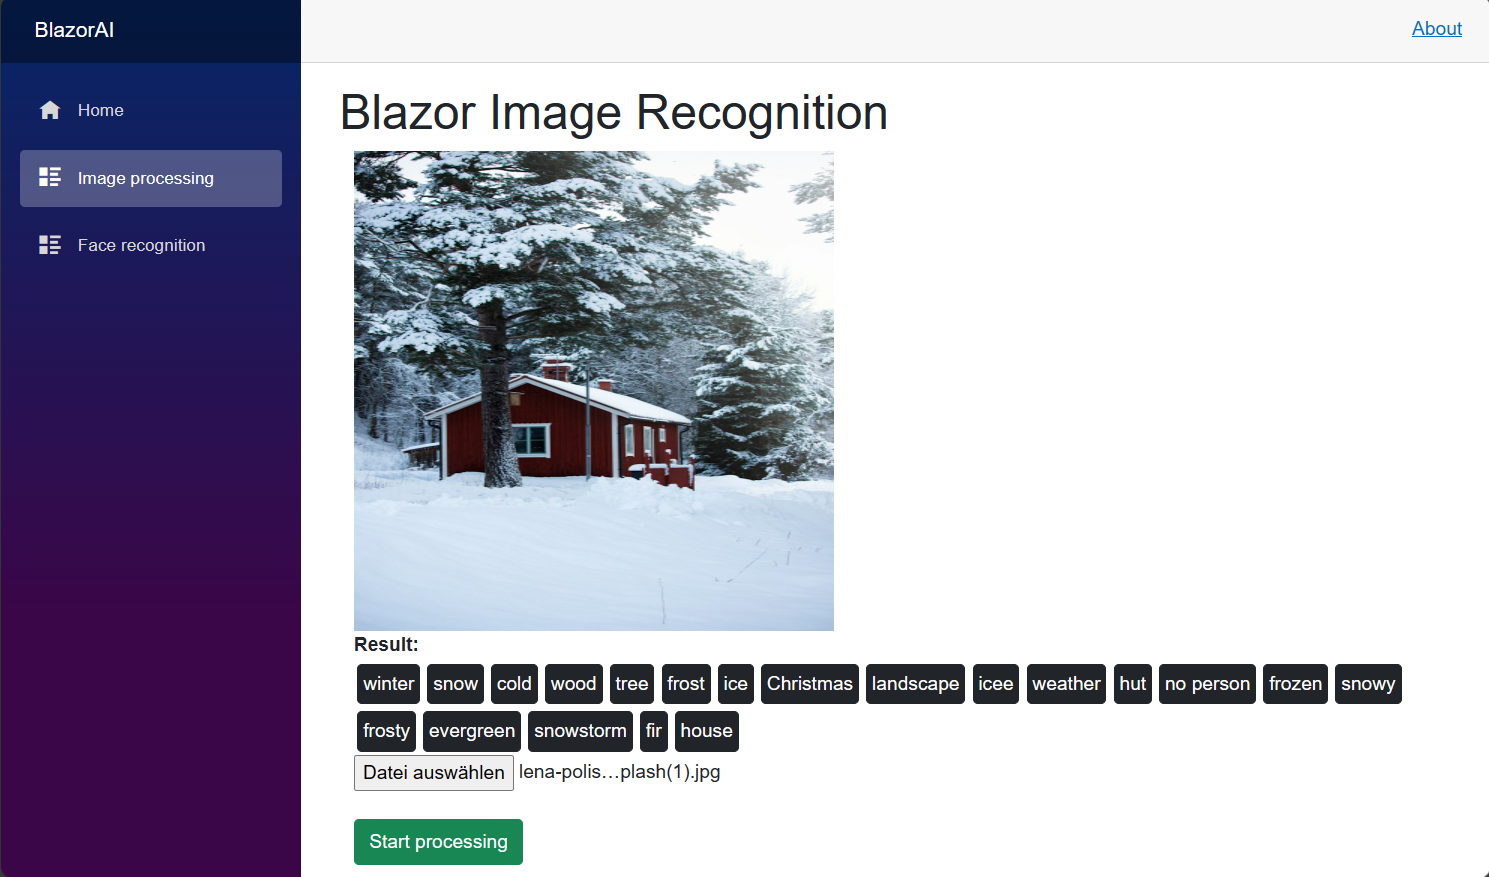 BlazorAI
About
Home
Image processing
Face recognition
Blazor Image Recognition
Result:
winter snow cold wood tree frost ice Christmas landscape icee weather hut no person frozen snowy
frosty evergreen snowstorm fir house
Datei auswählen lena-polis…plash(1).jpg
Start processing